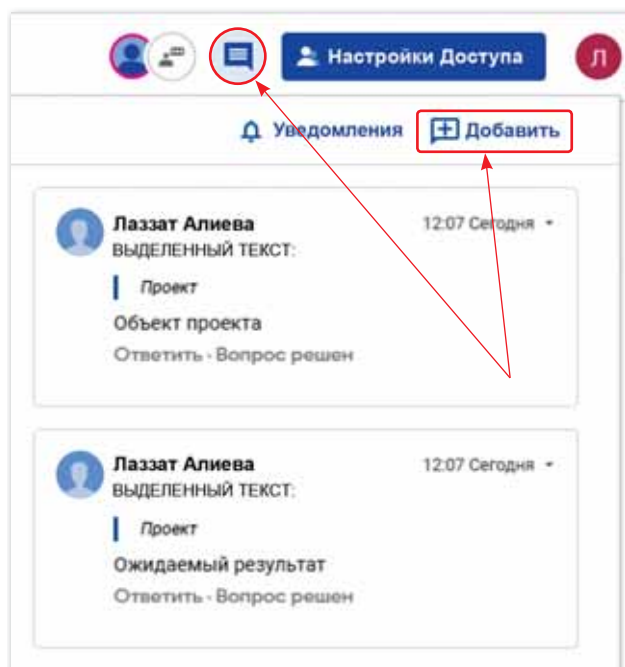 Настройки Доступа
Л
Уведомления
Добавить
Лаззат Алиева
12:07 Сегодня
ВЫДЕЛЕННЫЙ ТЕКСТ:
Проект
Объект проекта
Ответить · Вопрос решен
Лаззат Алиева
12:07 Сегодня
ВЫДЕЛЕННЫЙ ТЕКСТ:
Проект
Ожидаемый результат
Ответить · Вопрос решен